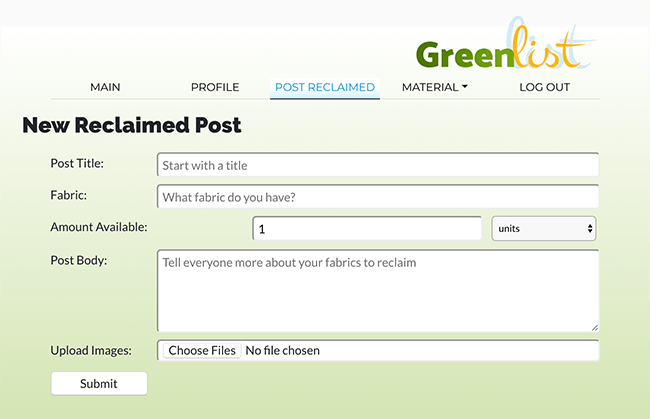 Greenlist
MAIN PROFILE POST RECLAIMED MATERIAL LOG OUT
New Reclaimed Post
Post Title: Start with a title
Fabric: What fabric do you have?
Amount Available: 1 units
Post Body: Tell everyone more about your fabrics to reclaim
Upload Images: Choose Files No file chosen
Submit